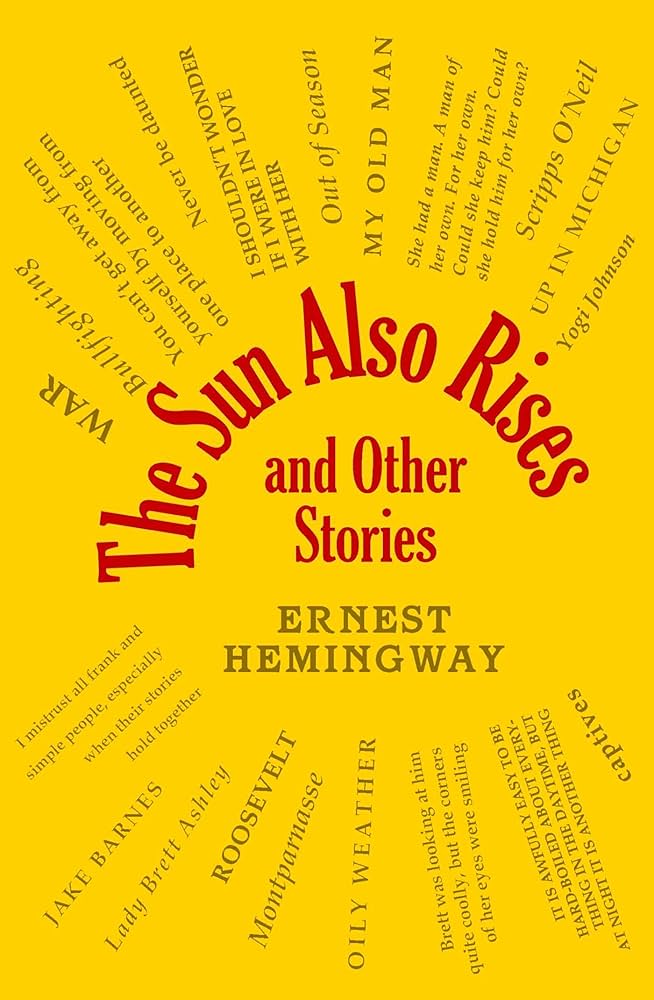 WAR
Bullfighting
You can't get away from
yourself by moving from
one place to another
Never be daunted
I SHOULDN'T WONDER
IF I WERE IN LOVE
WITH HER
Out of Season
MY OLD MAN
She had a man. A man of
her own. For her own.
Could she keep him? Could
she hold him for her own?
Scripps O'Neil
UP IN MICHIGAN
Yogi Johnson
The Sun Also Rises
and Other
Stories
ERNEST
HEMINGWAY
I mistrust all frank and
simple people, especially
when their stories
hold together
JAKE BARNES
Lady Brett Ashley
ROOSEVELT
Montparnasse
OILY WEATHER
Brett was looking at him
quite coolly, but the corners
of her eyes were smiling
IT IS AWFULLY EASY TO BE
HARD-BOILED ABOUT EVERY-
THING IN THE DAYTIME, BUT
AT NIGHT IT IS ANOTHER THING
captives